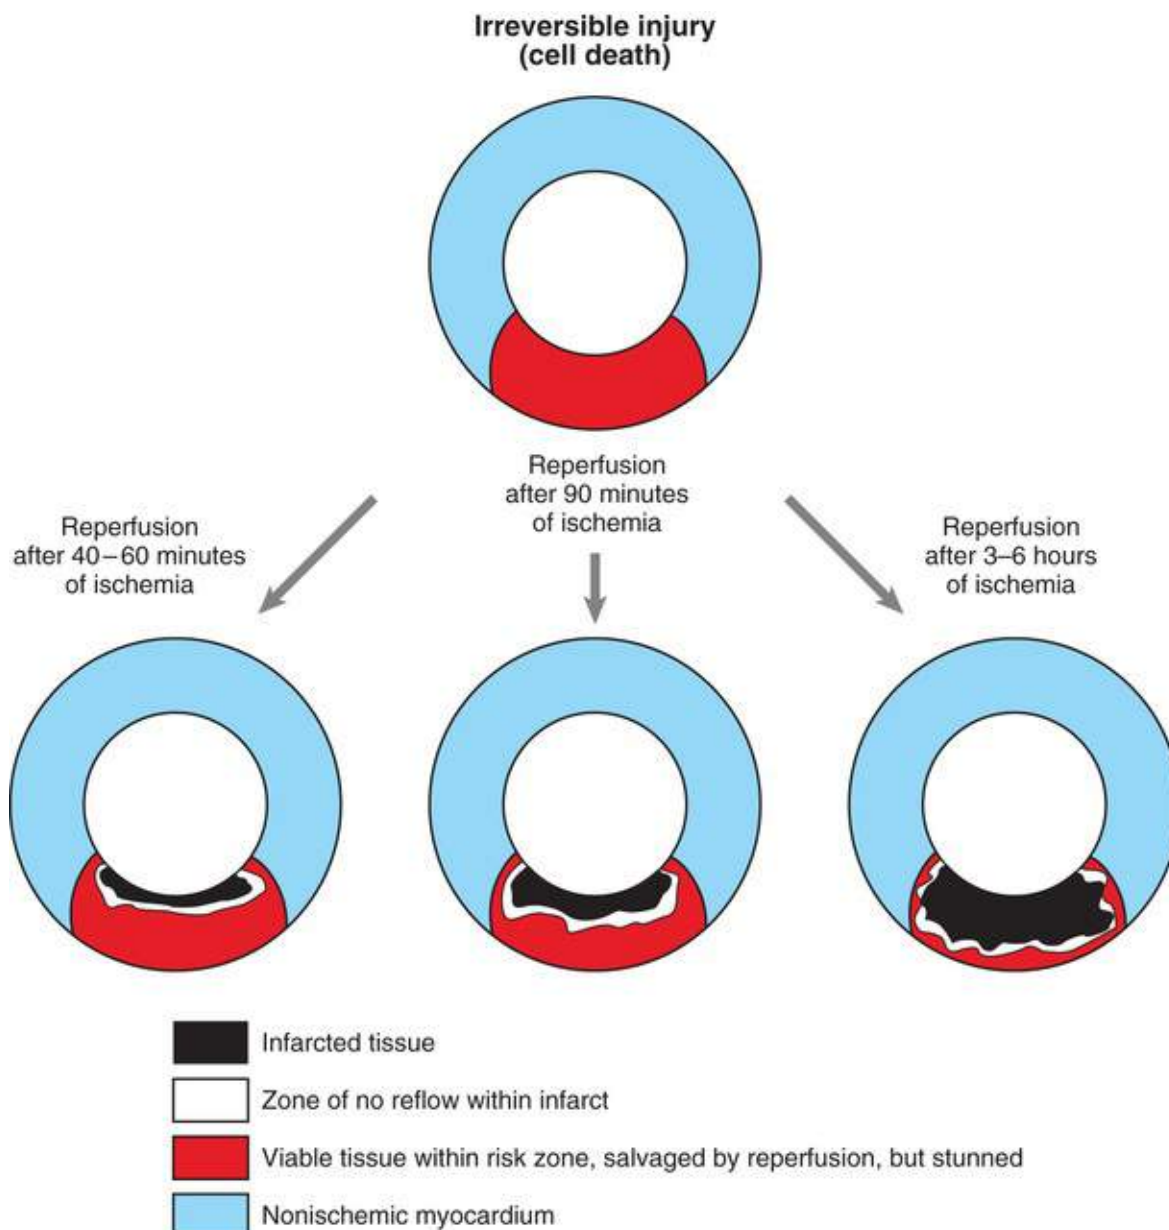 Irreversible injury
(cell death)
Reperfusion
after 90 minutes
of ischemia
Reperfusion
after 40–60 minutes
of ischemia
Reperfusion
after 3–6 hours
of ischemia
Infarcted tissue
Zone of no reflow within infarct
Viable tissue within risk zone, salvaged by reperfusion, but stunned
Nonischemic myocardium